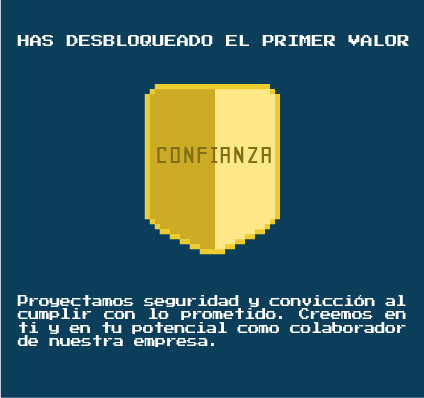 HAS DESBLOQUEADO EL PRIMER VALOR
CONFIANZA
Proyectamos seguridad y convicción al
cumplir con lo prometido. Creemos en
ti y en tu potencial como colaborador
de nuestra empresa.